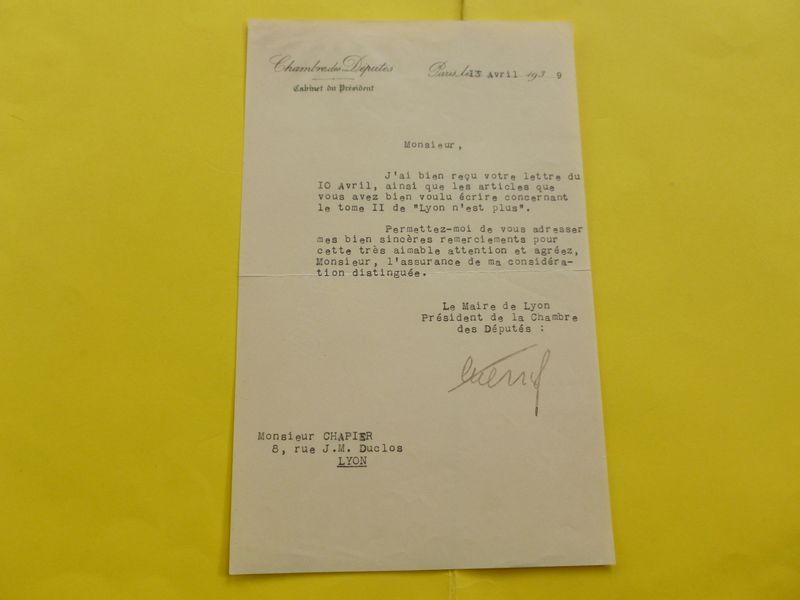 Chambre des Députés
Cabinet du Président
Paris, le 13 Avril 193 9
Monsieur,
J'ai bien reçu votre lettre du
IO Avril, ainsi que les articles que
vous avez bien voulu écrire concernant
le tome II de "Lyon n'est plus".
Permettez-moi de vous adresser
mes bien sincères remerciements pour
cette très aimable attention et agréez,
Monsieur, l'assurance de ma considéra-
tion distinguée.
Le Maire de Lyon
Président de la Chambre
des Députés :
Monsieur CHAPIER
8, rue J.M. Duclos
LYON